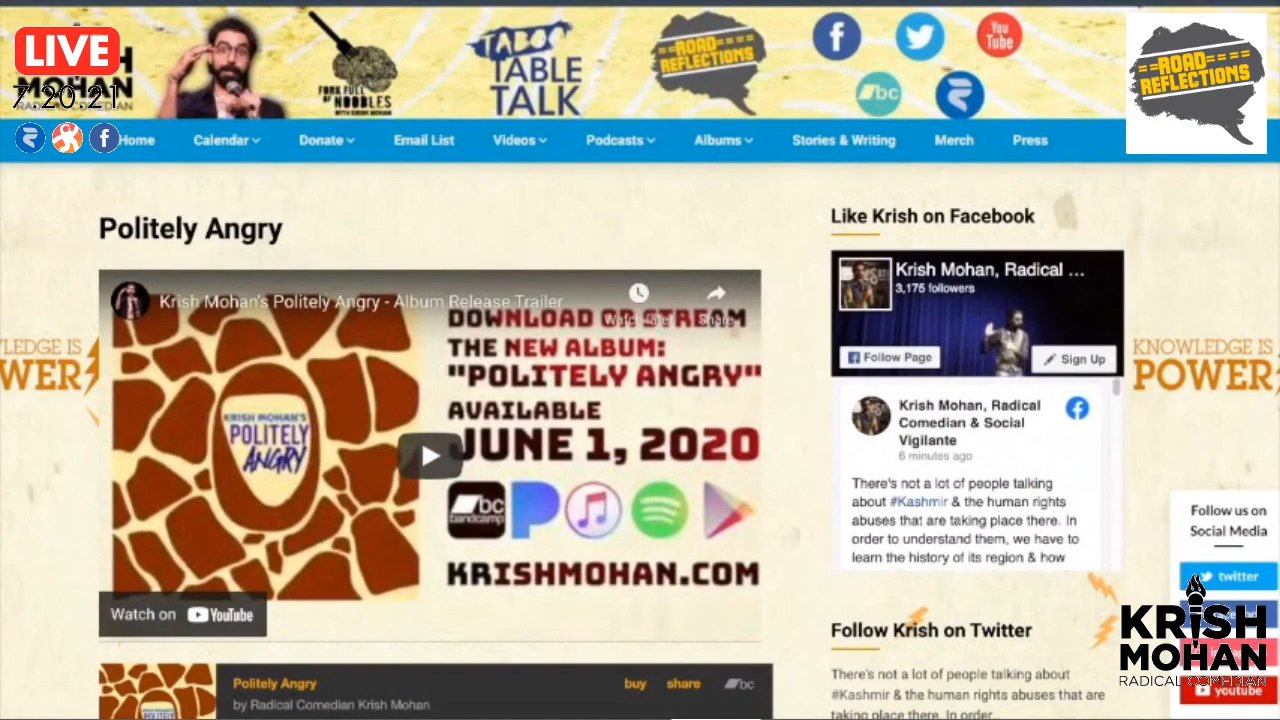 LIVE
MOHAN
7.20.21
FORK FULL
OF NOODLES
WITH KRISH MOHAN
TABOO
TABLE
TALK
==ROAD====
REFLECTIONS
You
Tube
bc
==ROAD====
REFLECTIONS
Home
Calendar
Donate
Email List
Videos
Podcasts
Albums
Stories & Writing
Merch
Press
Politely Angry
Krish Mohan's Politely Angry - Album Release Trailer
Watch later
Share
DOWNLOAD OR STREAM
THE NEW ALBUM:
"POLITELY ANGRY"
AVAILABLE
JUNE 1, 2020
KRISH MOHAN'S
POLITELY
ANGRY
bc
bandcamp
KRISHMOHAN.COM
Watch on YouTube
Politely Angry
by Radical Comedian Krish Mohan
buy
share
bc
Like Krish on Facebook
Krish Mohan, Radical ...
3,175 followers
Follow Page
Sign Up
Krish Mohan, Radical
Comedian & Social
Vigilante
6 minutes ago
There's not a lot of people talking
about #Kashmir & the human rights
abuses that are taking place there. In
order to understand them, we have to
learn the history of its region & how
Follow Krish on Twitter
There's not a lot of people talking
#Kashmir & the human rights abuses that are
taking place there. In order...
KNOWLEDGE IS
POWER
Follow us on
Social Media
twitter
youtube
KRISH
MOHAN
RADICAL COMEDIAN